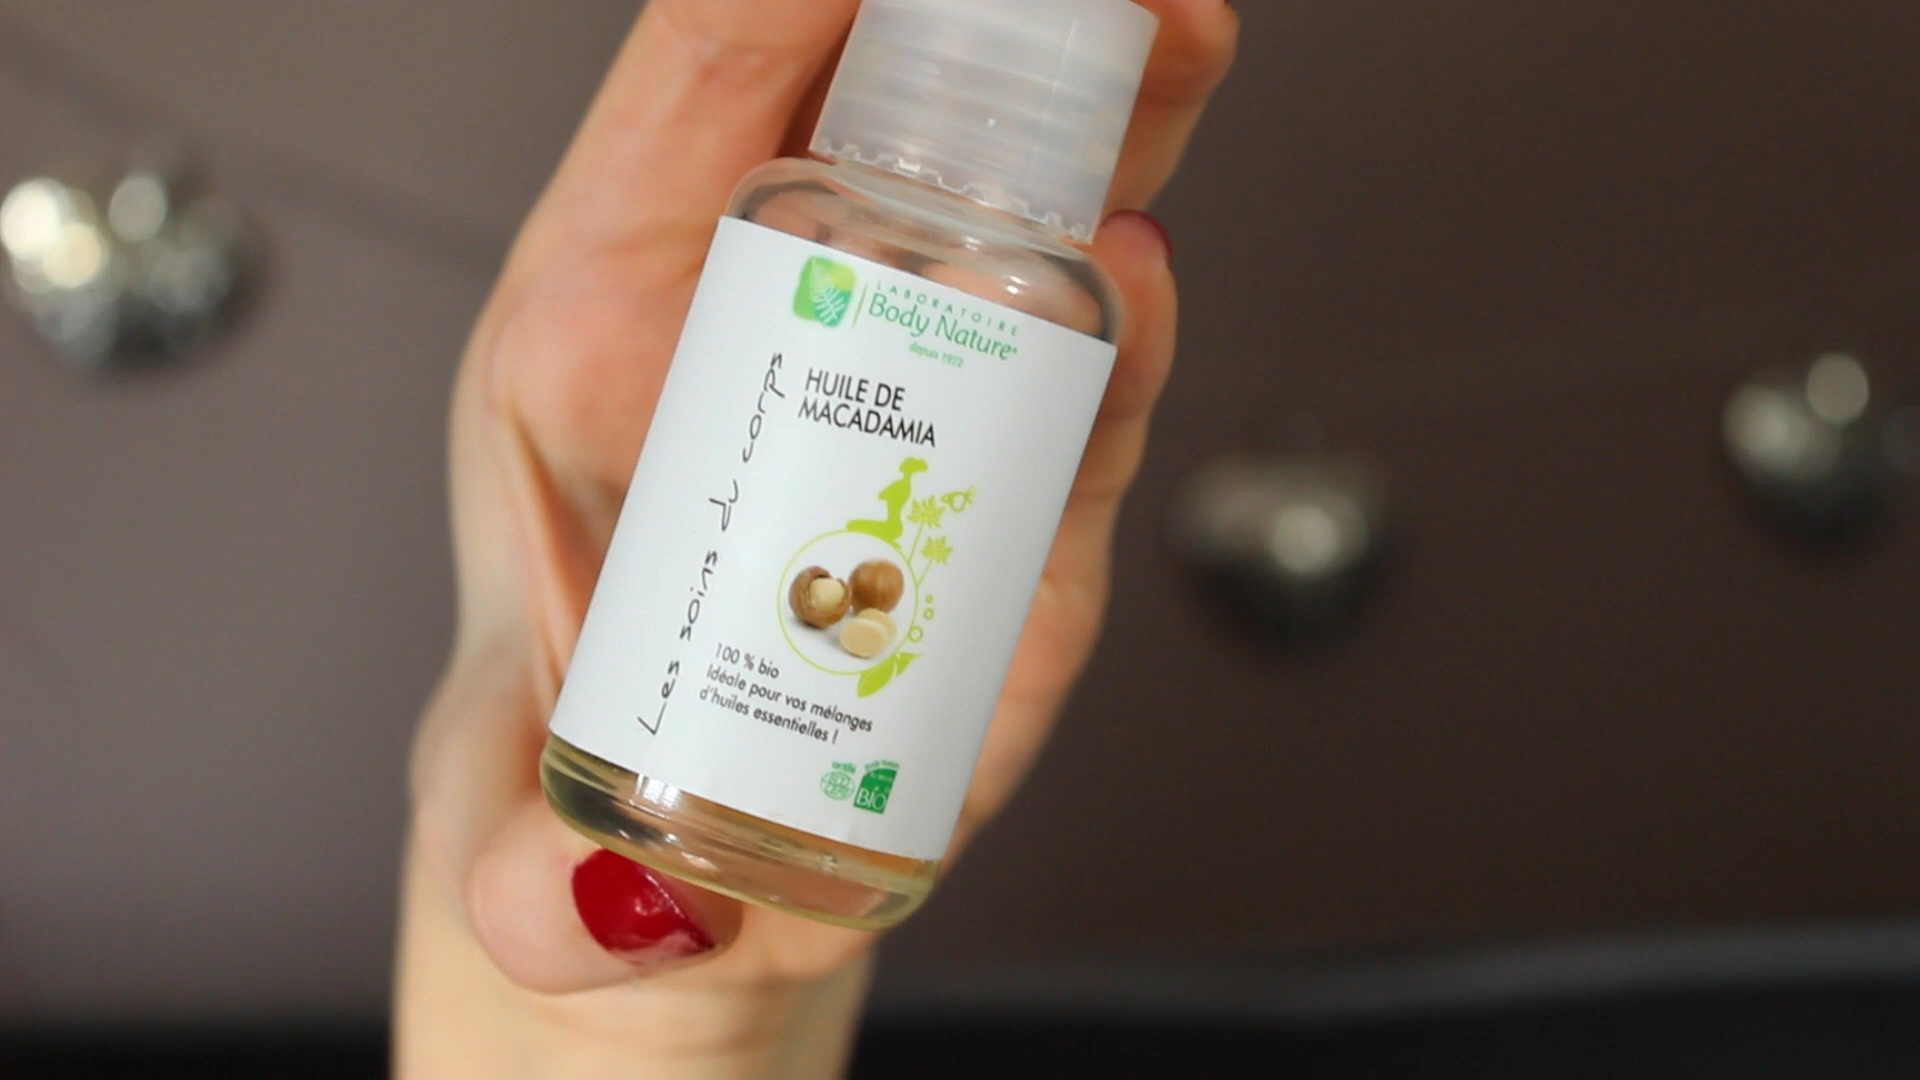 LABORATOIRE
Body Nature®
depuis 1972
HUILE DE
MACADAMIA
Les soins du corps
100 % bio
Idéale pour vos mélanges
d'huiles essentielles !
BIO